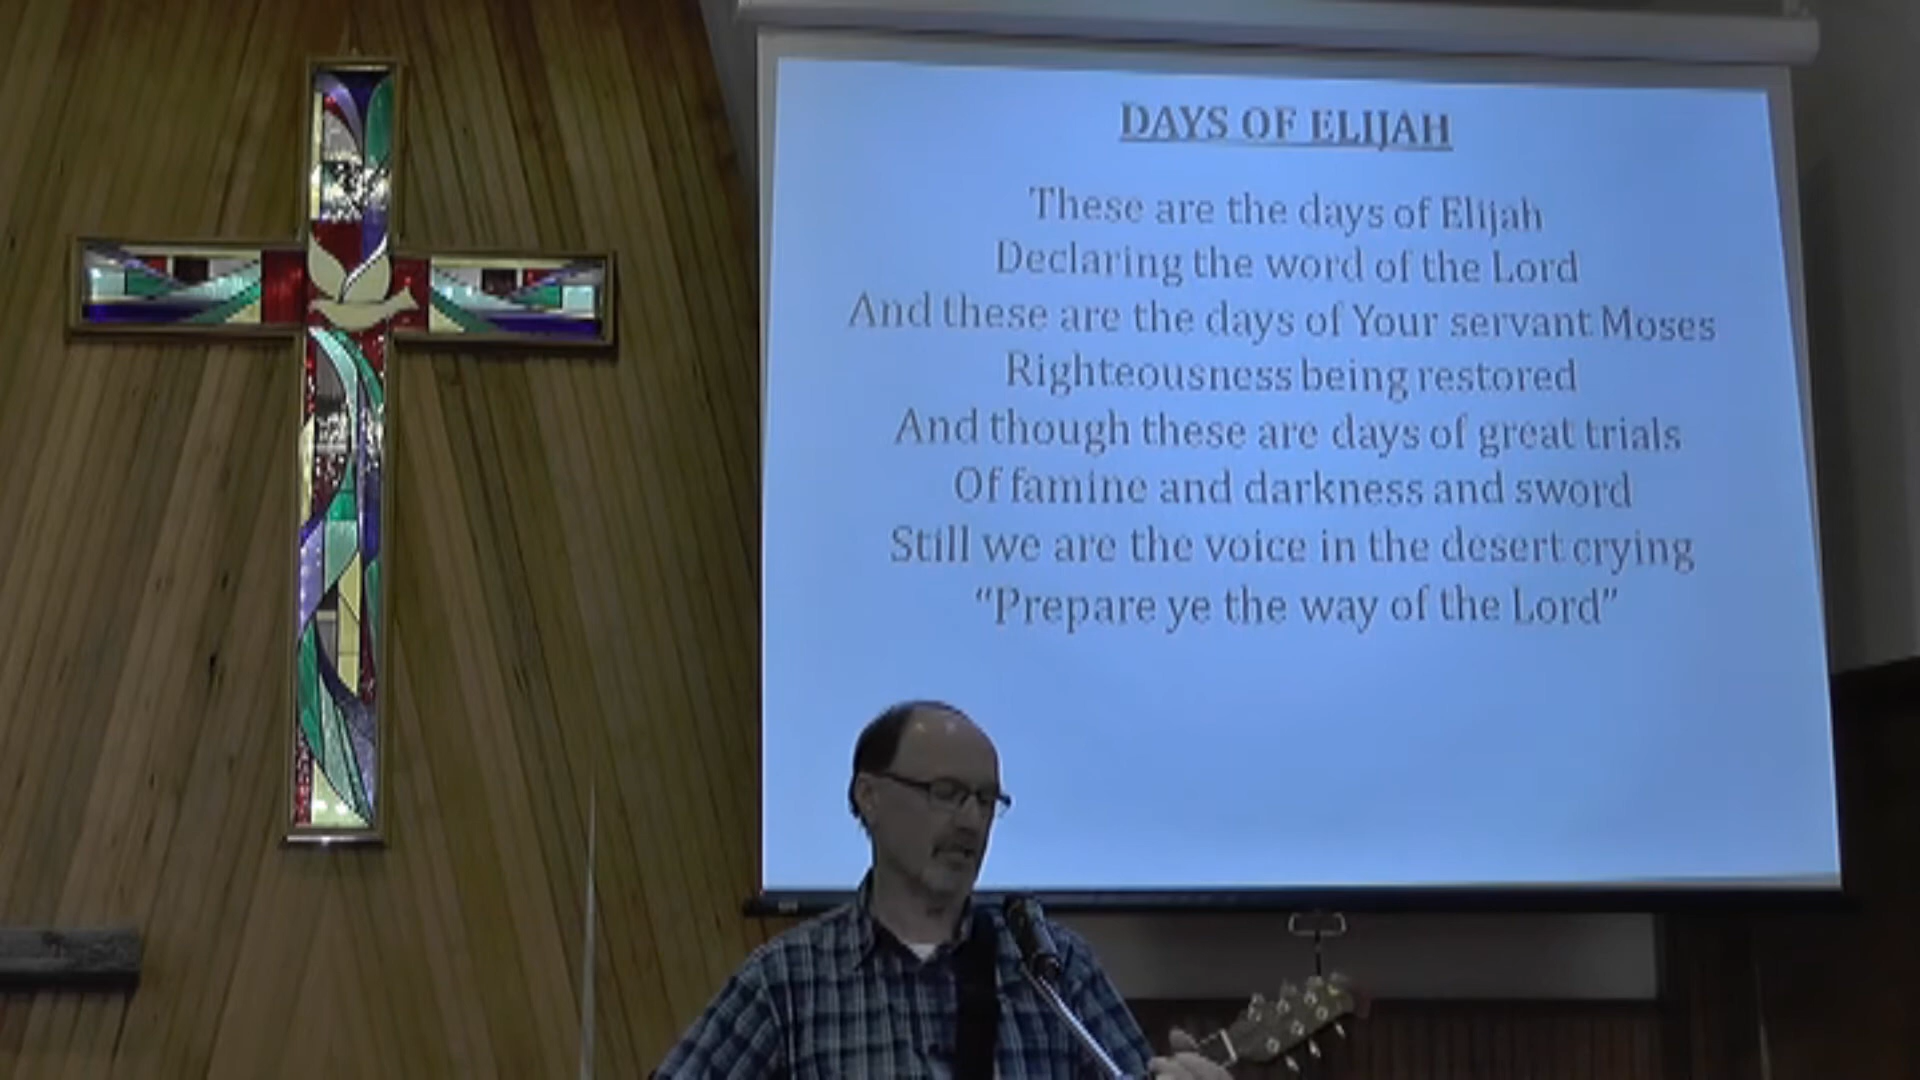 DAYS OF ELIJAH
These are the days of Elijah
Declaring the word of the Lord
And these are the days of Your servant Moses
Righteousness being restored
And though these are days of great trials
Of famine and darkness and sword
Still we are the voice in the desert crying
“Prepare ye the way of the Lord”